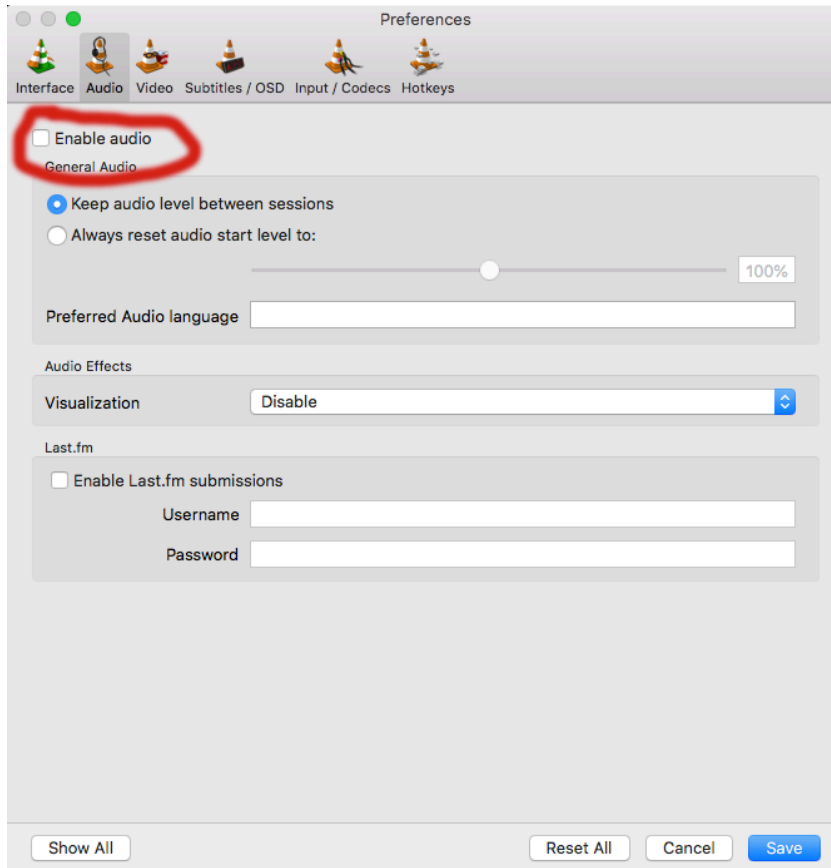 Preferences
Interface Audio Video Subtitles / OSD Input / Codecs Hotkeys
Enable audio
General Audio
Keep audio level between sessions
Always reset audio start level to:
100%
Preferred Audio language
Audio Effects
Visualization Disable
Last.fm
Enable Last.fm submissions
Username
Password
Show All Reset All Cancel Save